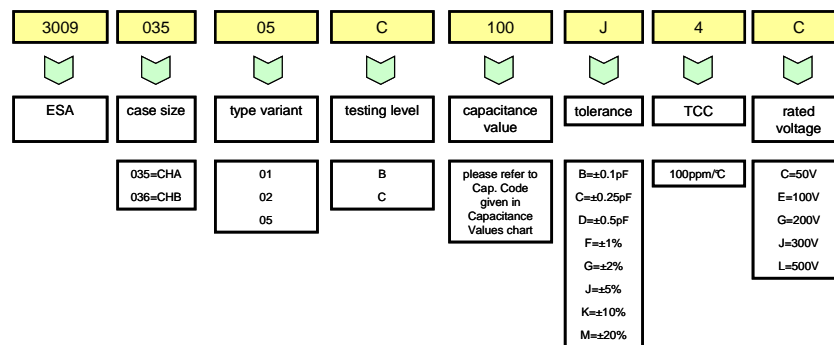 3009 035 05 C 100 J 4 C
ESA case size type variant testing level capacitance value tolerance TCC rated voltage
035=CHA
036=CHB
01
02
05
B
C
please refer to
Cap. Code
given in
Capacitance
Values chart
B=±0.1pF
C=±0.25pF
D=±0.5pF
F=±1%
G=±2%
J=±5%
K=±10%
M=±20%
100ppm/℃
C=50V
E=100V
G=200V
J=300V
L=500V